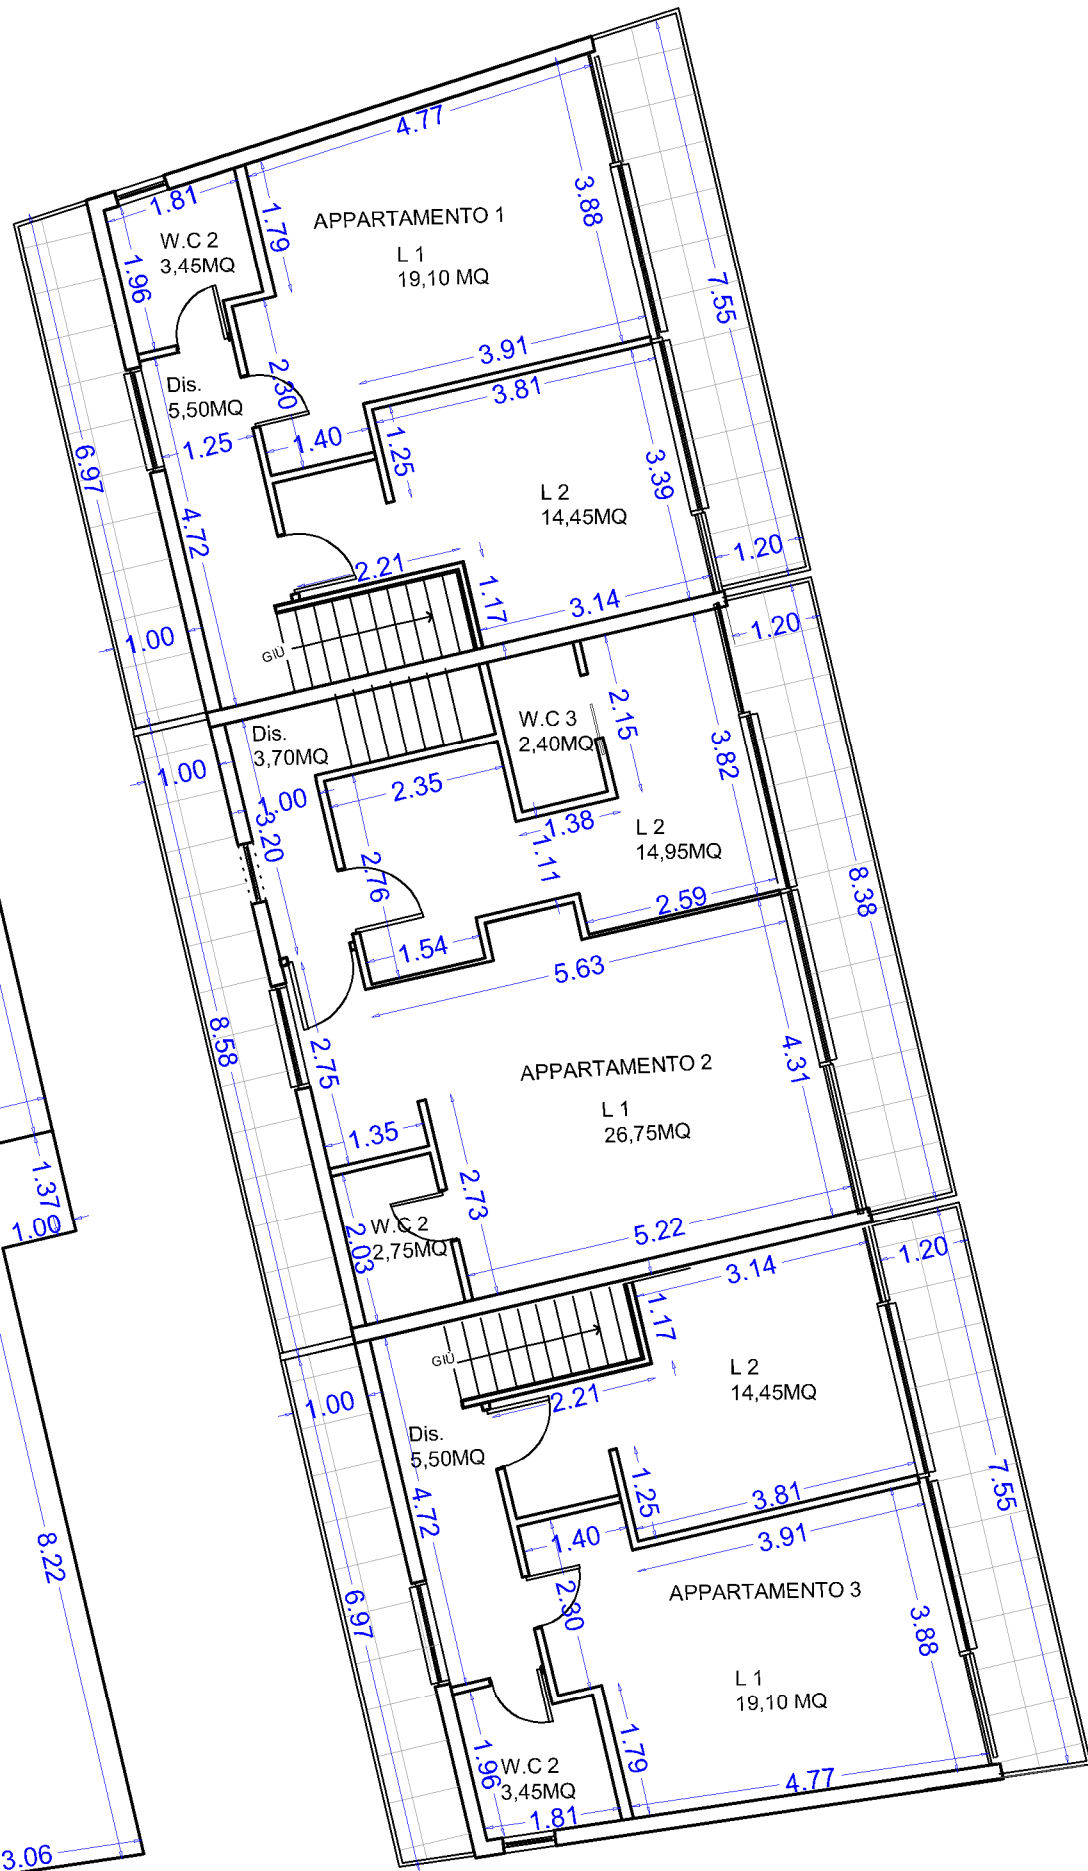 4.77
1.81
1.79
3.88
APPARTAMENTO 1
L 1
19,10 MQ
W.C 2
3,45MQ
1.96
7.55
3.91
2.30
3.81
Dis.
5,50MQ
1.25
1.40
1.25
3.39
6.97
L 2
14,45MQ
4.72
1.20
2.21
1.17
3.14
1.00
GIÙ
1.20
2.15
W.C 3
2,40MQ
3.82
Dis.
3,70MQ
1.00
1.00
2.35
3.20
1.38
L 2
14,95MQ
1.11
2.76
2.59
8.38
1.54
5.63
8.58
2.75
4.31
APPARTAMENTO 2
L 1
26,75MQ
1.35
1.37
1.00
2.73
W.C 2
2,75MQ
2.03
5.22
1.20
3.14
1.17
GIÙ
L 2
14,45MQ
2.21
1.00
Dis.
5,50MQ
4.72
1.25
3.81
7.55
1.40
3.91
8.22
2.30
APPARTAMENTO 3
6.97
3.88
L 1
19,10 MQ
1.79
1.96
W.C 2
3,45MQ
4.77
1.81
3.06